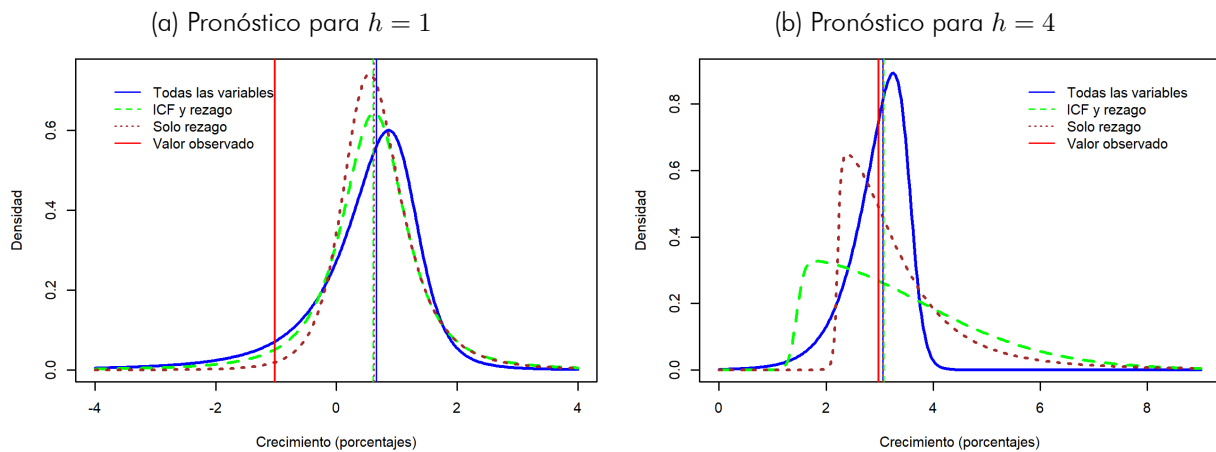 (a) Pronóstico para h = 1
Todas las variables
ICF y rezago
Solo rezago
Valor observado
Densidad
0.0 0.2 0.4 0.6
-4 -2 0 2 4
Crecimiento (porcentajes)
(b) Pronóstico para h = 4
Todas las variables
ICF y rezago
Solo rezago
Valor observado
Densidad
0.0 0.2 0.4 0.6 0.8
0 2 4 6 8
Crecimiento (porcentajes)